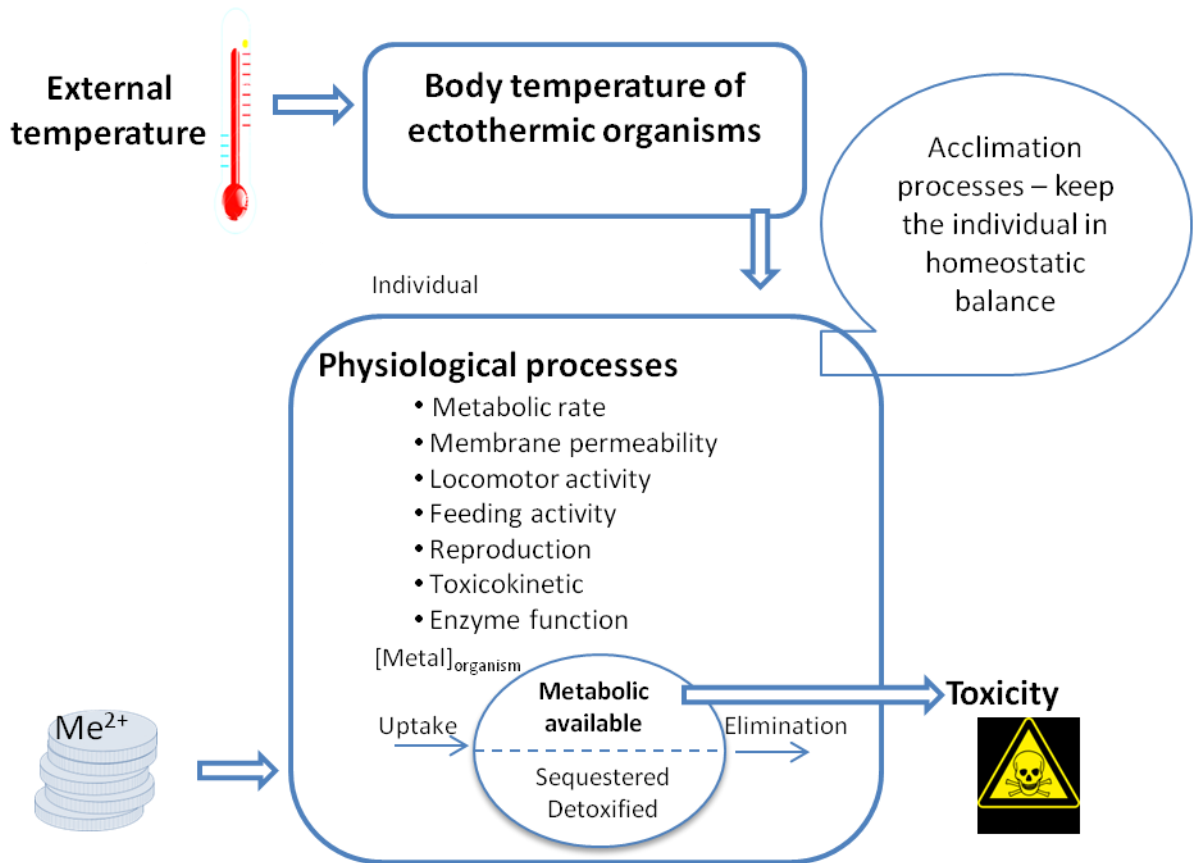 External
temperature
Body temperature of
ectothermic organisms
Acclimation
processes – keep
the individual in
homeostatic
balance
Individual
Physiological processes
• Metabolic rate
• Membrane permeability
• Locomotor activity
• Feeding activity
• Reproduction
• Toxicokinetic
• Enzyme function
[Metal]organism
Metabolic
available
Uptake
Elimination
Sequestered
Detoxified
Toxicity
Me²⁺